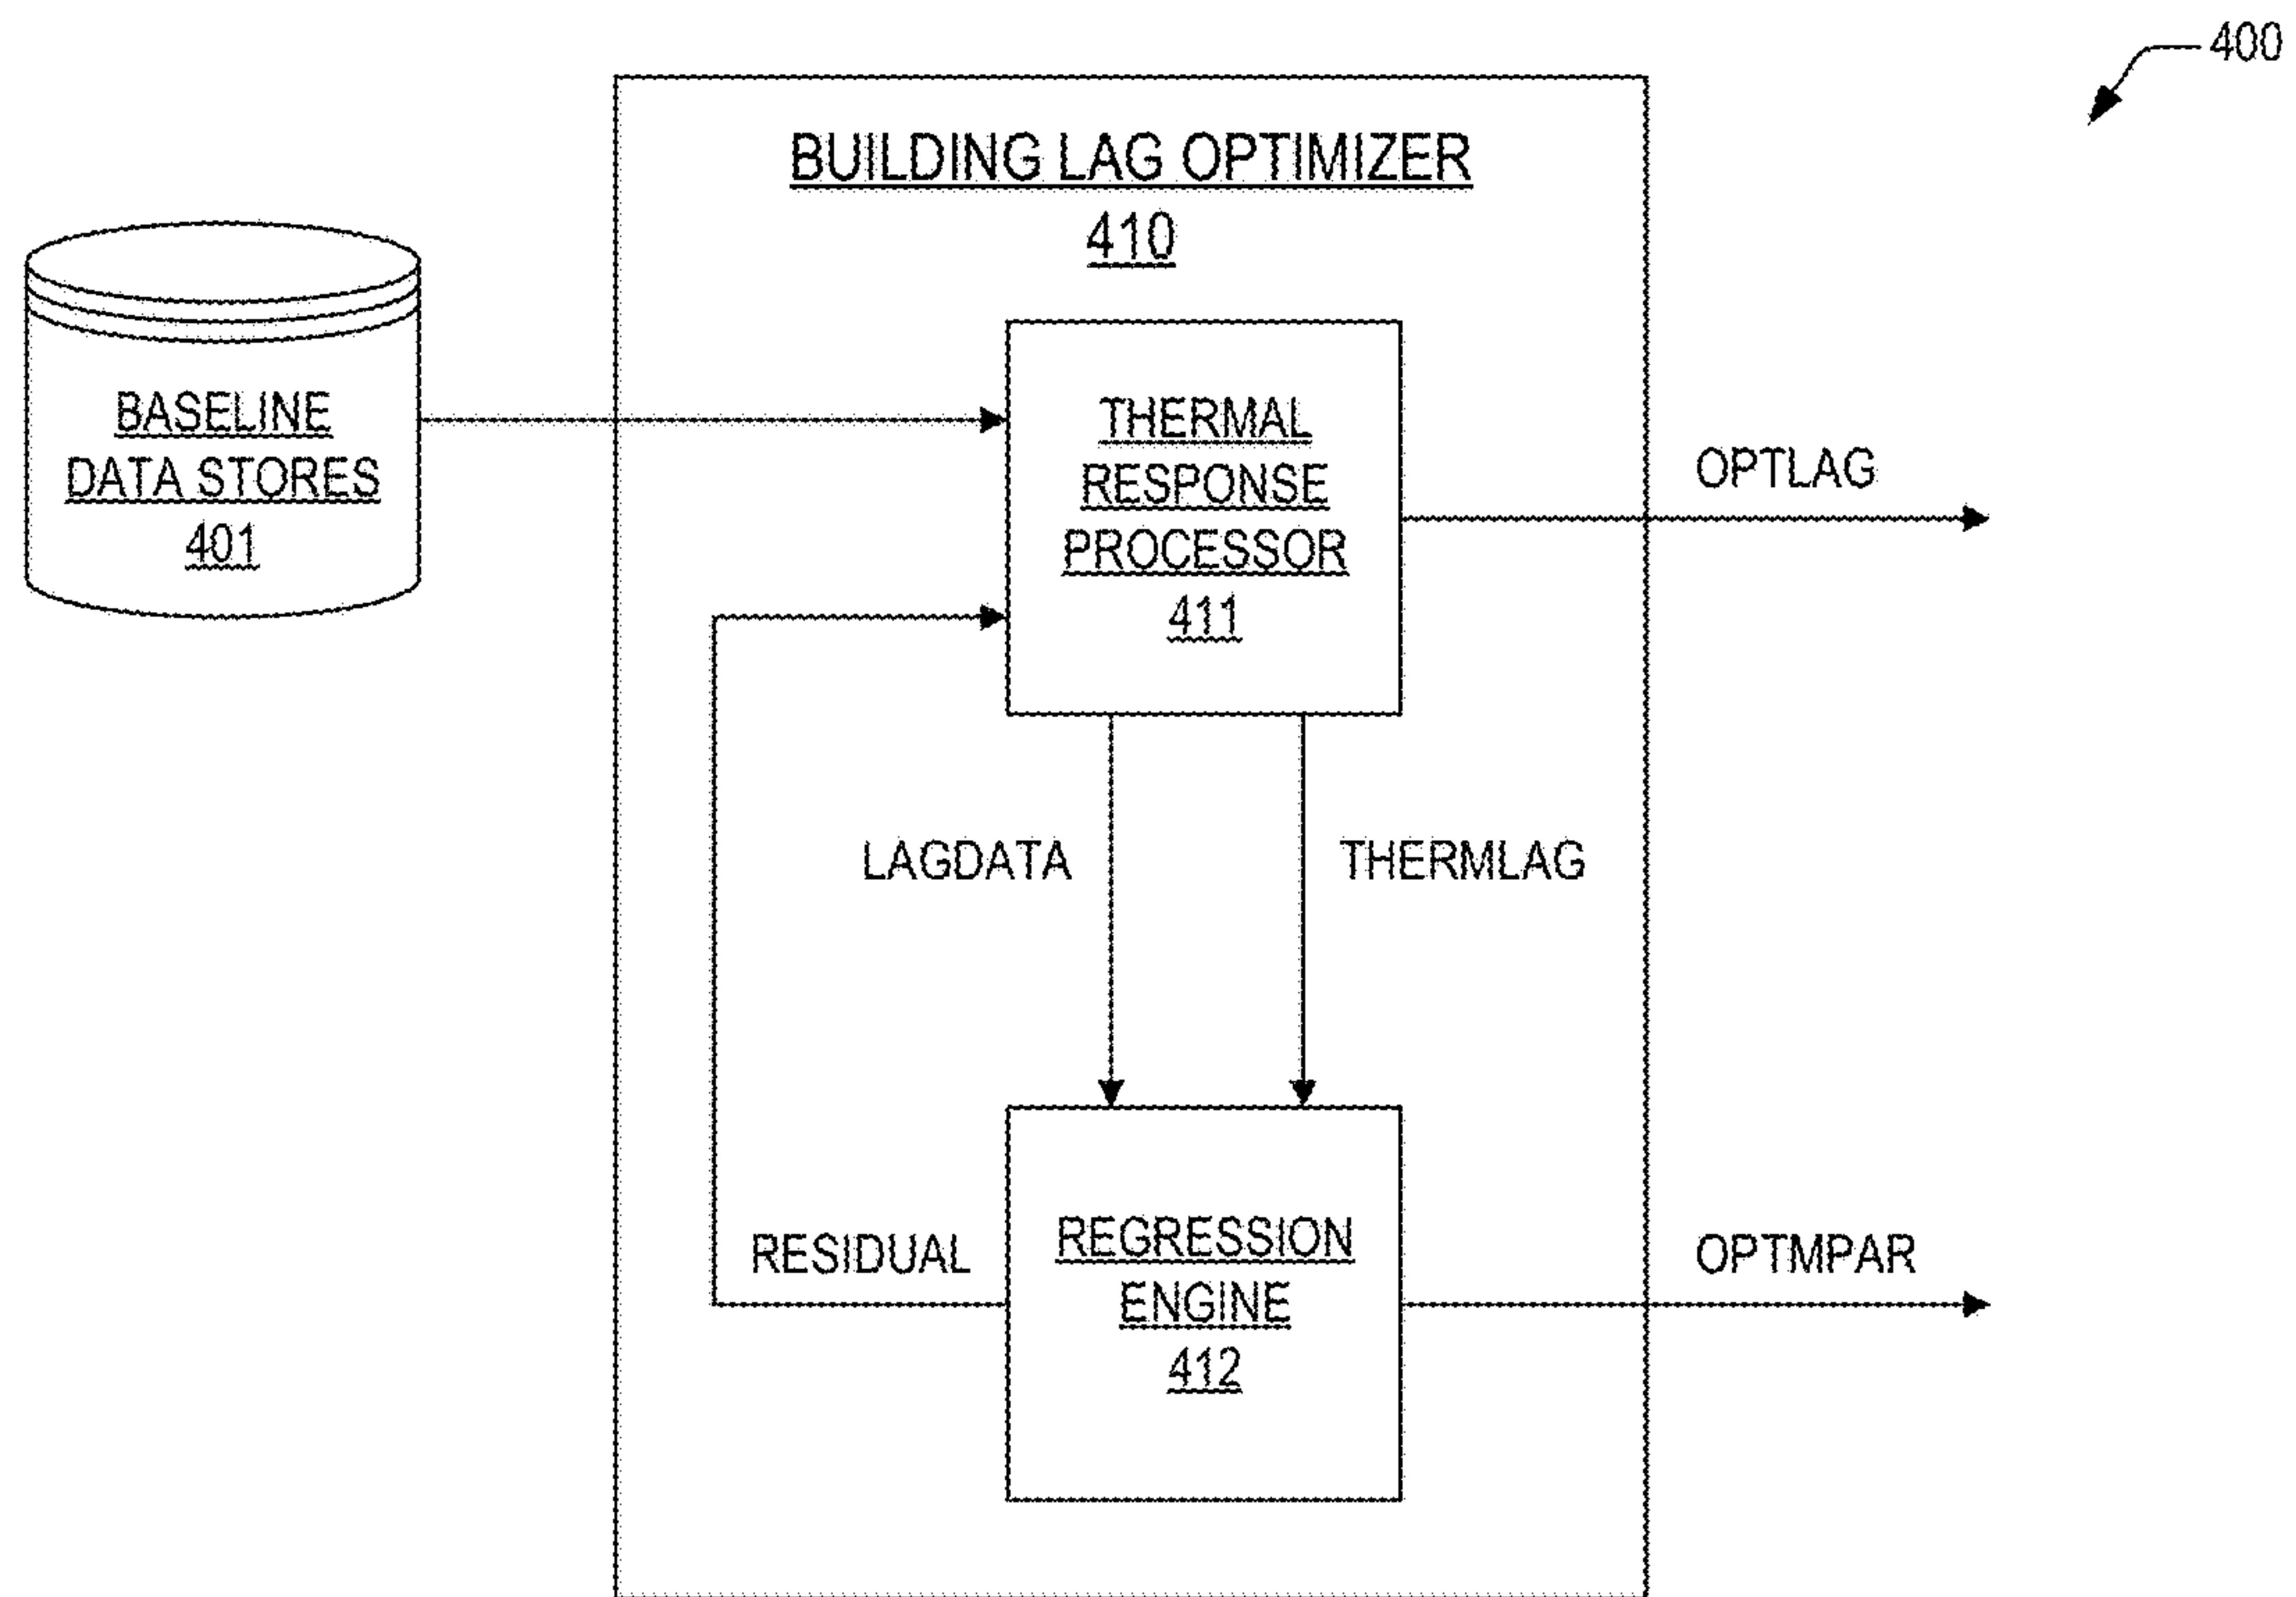 400
BUILDING LAG OPTIMIZER
410
BASELINE
DATA STORES
401
THERMAL
RESPONSE
PROCESSOR
411
OPTLAG
LAGDATA
THERMLAG
RESIDUAL
REGRESSION
ENGINE
412
OPTMPAR